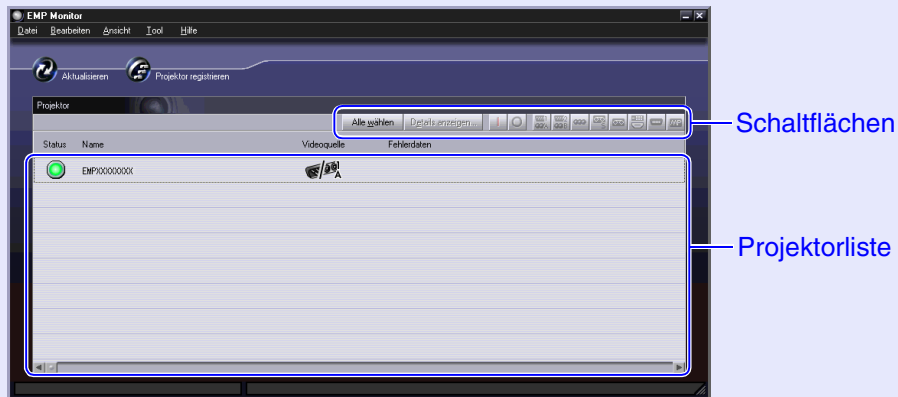 EMP Monitor
Datei Bearbeiten Ansicht Tool Hilfe
Aktualisieren Projektor registrieren
Projektor
Alle wählen Details anzeigen...
Schaltflächen
Status Name Videoquelle Fehlerdaten
EMPXXXXXXXX
A
Projektorliste